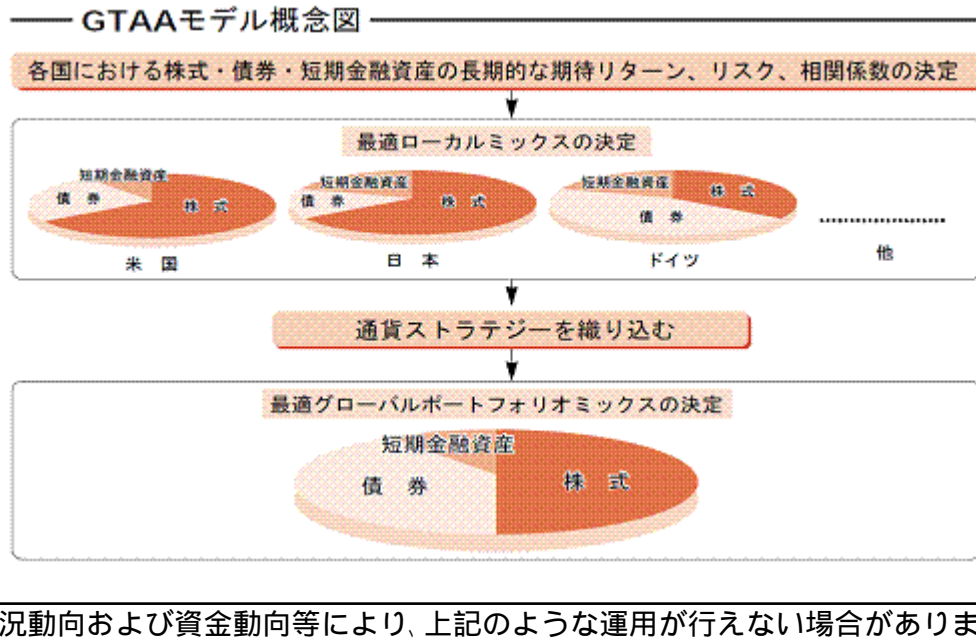 GTAAモデル概念図
各国における株式・債券・短期金融資産の長期的な期待リターン、リスク、相関係数の決定
最適ローカルミックスの決定
短期金融資産
債 券
株 式
米 国
短期金融資産
債 券
株 式
日 本
短期金融資産
株 式
債 券
ドイツ
他
通貨ストラテジーを織り込む
最適グローバルポートフォリオミックスの決定
短期金融資産
債 券
株 式
況動向および資金動向等により、上記のような運用が行えない場合がありま